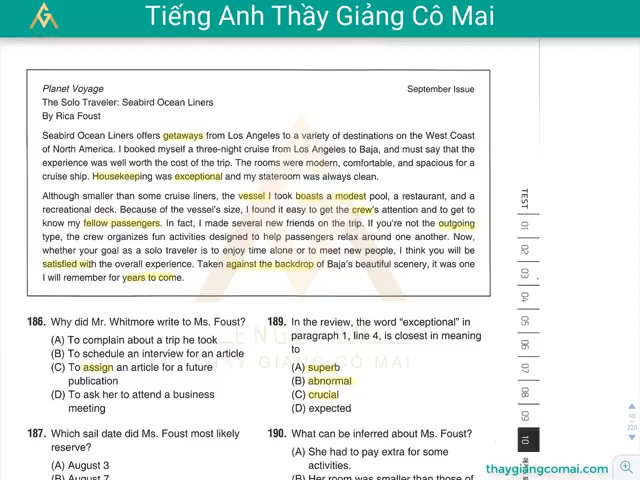 Tiếng Anh Thầy Giảng Cô Mai
Planet Voyage
September Issue
The Solo Traveler: Seabird Ocean Liners
By Rica Foust
Seabird Ocean Liners offers getaways from Los Angeles to a variety of destinations on the West Coast
of North America. I booked myself a three-night cruise from Los Angeles to Baja, and must say that the
experience was well worth the cost of the trip. The rooms were modern, comfortable, and spacious for a
cruise ship. Housekeeping was exceptional and my stateroom was always clean.
Although smaller than some cruise liners, the vessel I took boasts a modest pool, a restaurant, and a
recreational deck. Because of the vessel's size, I found it easy to get the crew's attention and to get to
know my fellow passengers. In fact, I made several new friends on the trip. If you're not the outgoing
type, the crew organizes fun activities designed to help passengers relax around one another. Now,
whether your goal as a solo traveler is to enjoy time alone or to meet new people, I think you will be
satisfied with the overall experience. Taken against the backdrop of Baja's beautiful scenery, it was one
I will remember for years to come.
186. Why did Mr. Whitmore write to Ms. Foust?
(A) To complain about a trip he took
(B) To schedule an interview for an article
(C) To assign an article for a future
publication
(D) To ask her to attend a business
meeting
187. Which sail date did Ms. Foust most likely
reserve?
(A) August 3
(B) August 7
189. In the review, the word "exceptional" in
paragraph 1, line 4, is closest in meaning
to
(A) superb
(B) abnormal
(C) crucial
(D) expected
190. What can be inferred about Ms. Foust?
(A) She had to pay extra for some
activities.
(B) Her room was smaller than those of
TEST
01
02
03
04
05
06
07
08
09
10
ENGLISH
THẦY GIẢNG CÔ MAI
220
thaygiangcomai.com